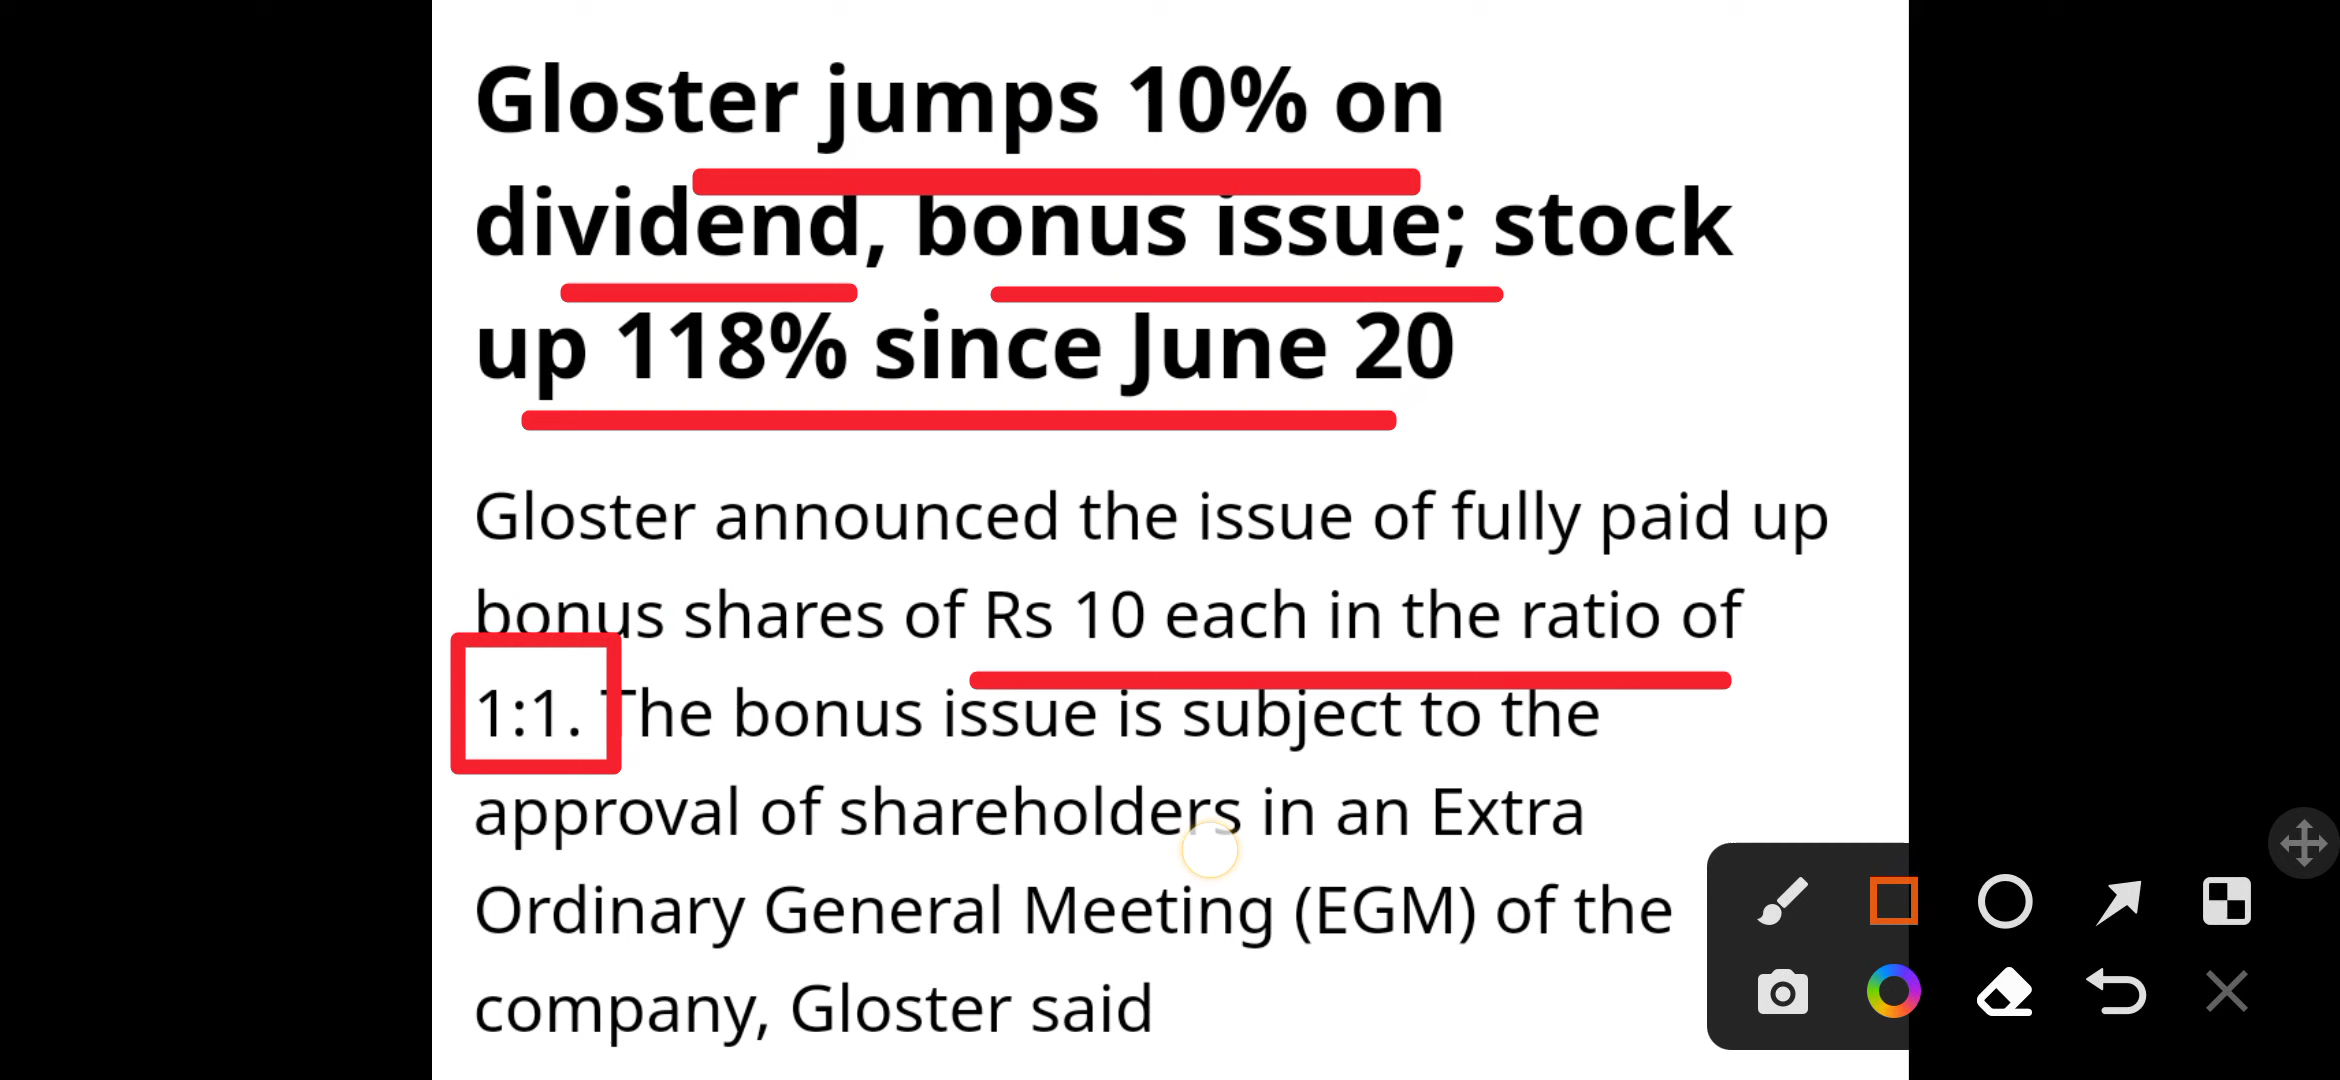 Gloster jumps 10% on
dividend, bonus issue; stock
up 118% since June 20
Gloster announced the issue of fully paid up
bonus shares of Rs 10 each in the ratio of
1:1. The bonus issue is subject to the
approval of shareholders in an Extra
Ordinary General Meeting (EGM) of the
company, Gloster said